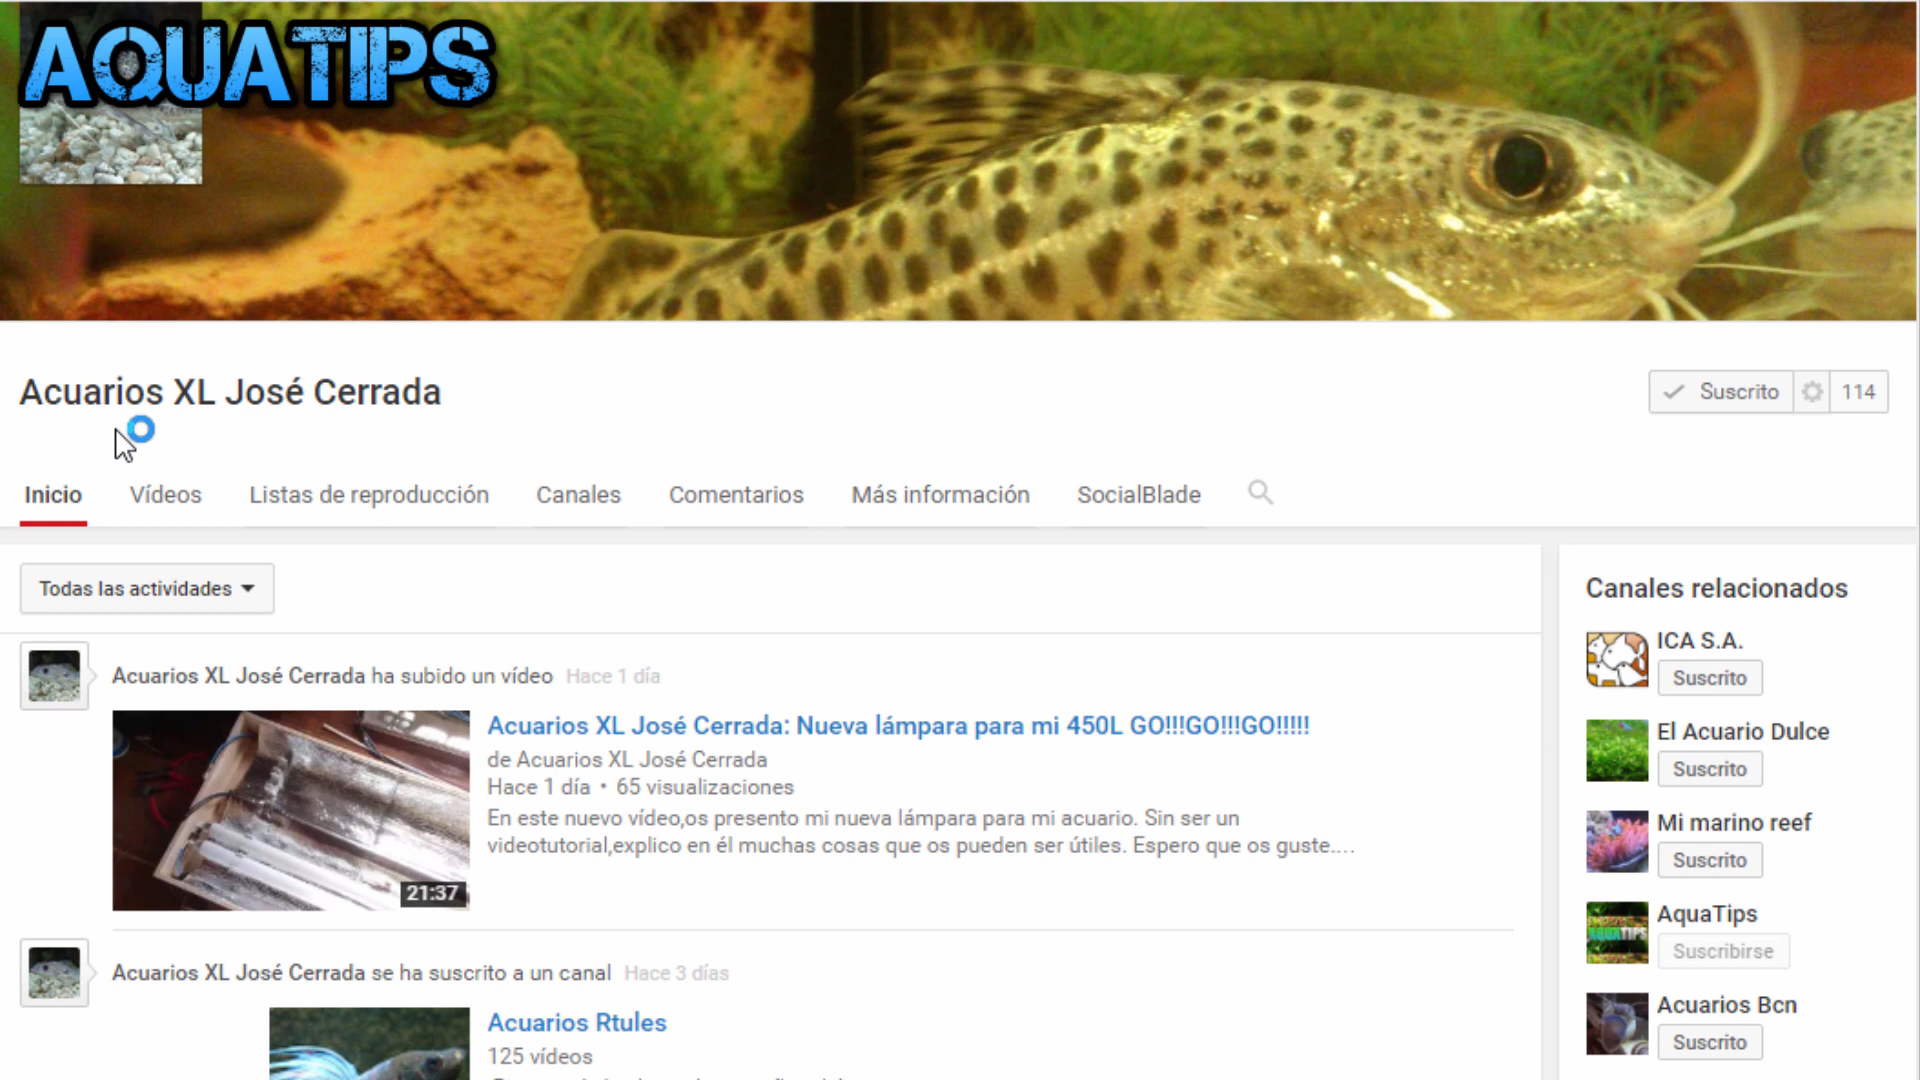 AQUATIPS
Acuarios XL José Cerrada
Suscrito 114
Inicio Vídeos Listas de reproducción Canales Comentarios Más información SocialBlade
Todas las actividades
Acuarios XL José Cerrada ha subido un vídeo Hace 1 día
Acuarios XL José Cerrada: Nueva lámpara para mi 450L GO!!!GO!!!GO!!!!!
de Acuarios XL José Cerrada
Hace 1 día • 65 visualizaciones
En este nuevo vídeo,os presento mi nueva lámpara para mi acuario. Sin ser un
videotutorial,explico en él muchas cosas que os pueden ser útiles. Espero que os guste....
21:37
Acuarios XL José Cerrada se ha suscrito a un canal Hace 3 días
Acuarios Rtules
125 vídeos
Canales relacionados
ICA S.A.
Suscrito
El Acuario Dulce
Suscrito
Mi marino reef
Suscrito
AQUATIPS
AquaTips
Suscribirse
Acuarios Bcn
Suscrito